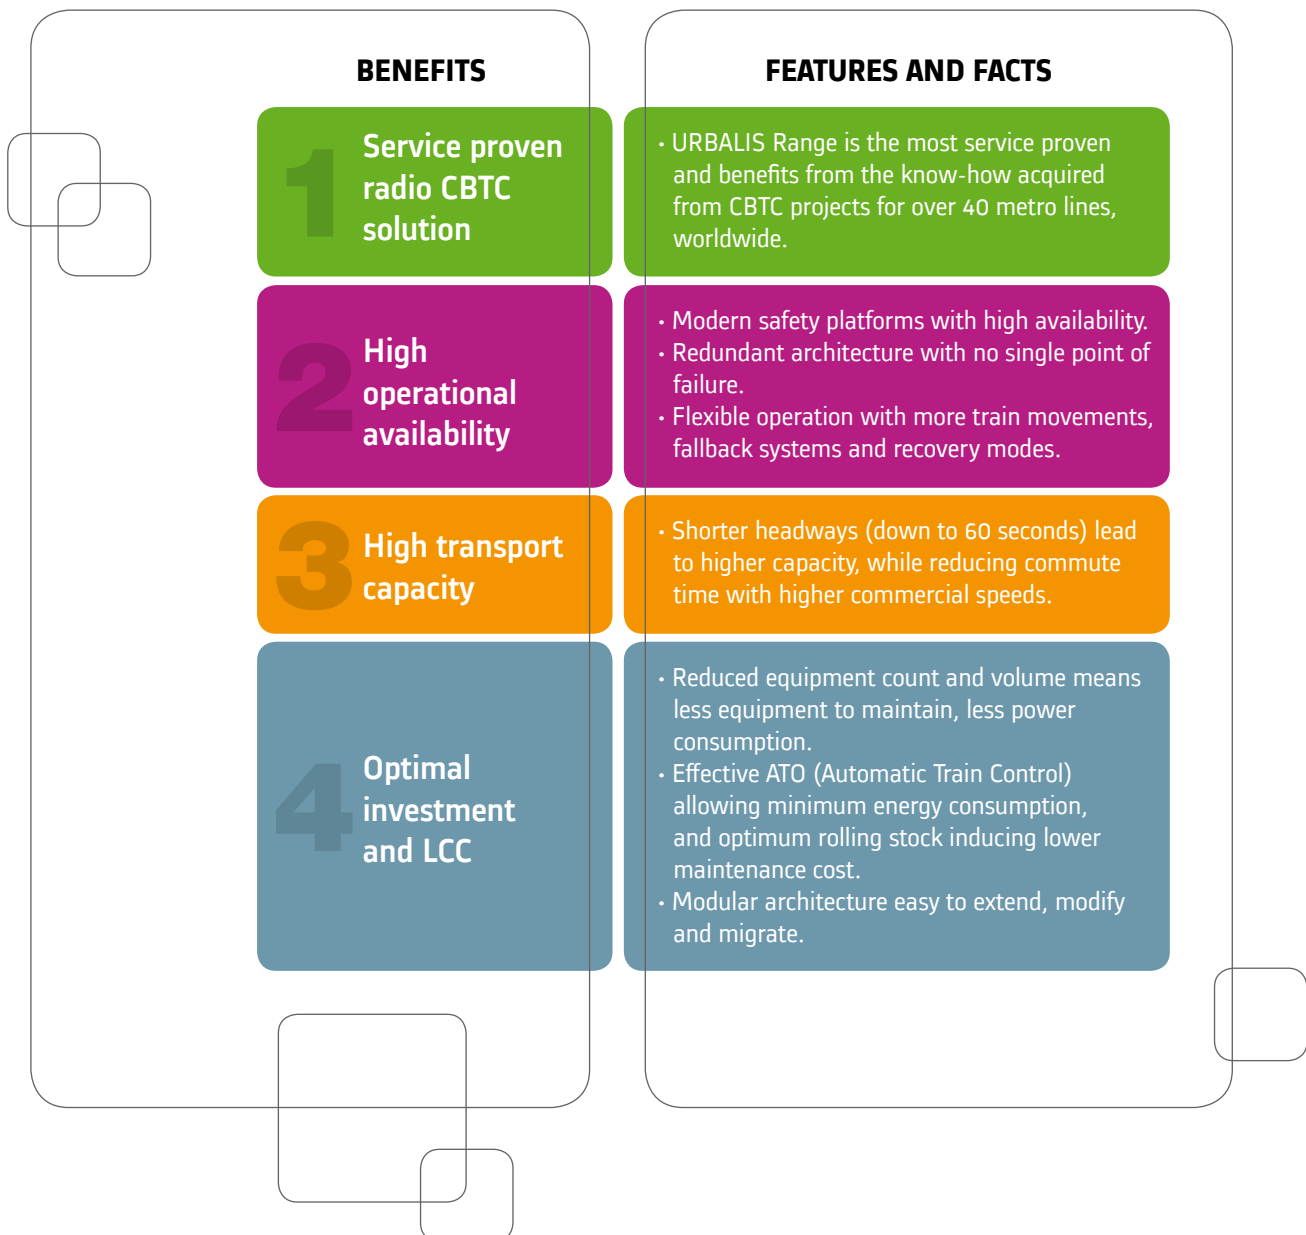 BENEFITS
FEATURES AND FACTS
1
Service proven
radio CBTC
solution
· URBALIS Range is the most service proven
and benefits from the know-how acquired
from CBTC projects for over 40 metro lines,
worldwide.
2
High
operational
availability
· Modern safety platforms with high availability.
· Redundant architecture with no single point of
failure.
· Flexible operation with more train movements,
fallback systems and recovery modes.
3
High transport
capacity
· Shorter headways (down to 60 seconds) lead
to higher capacity, while reducing commute
time with higher commercial speeds.
4
Optimal
investment
and LCC
· Reduced equipment count and volume means
less equipment to maintain, less power
consumption.
· Effective ATO (Automatic Train Control)
allowing minimum energy consumption,
and optimum rolling stock inducing lower
maintenance cost.
· Modular architecture easy to extend, modify
and migrate.